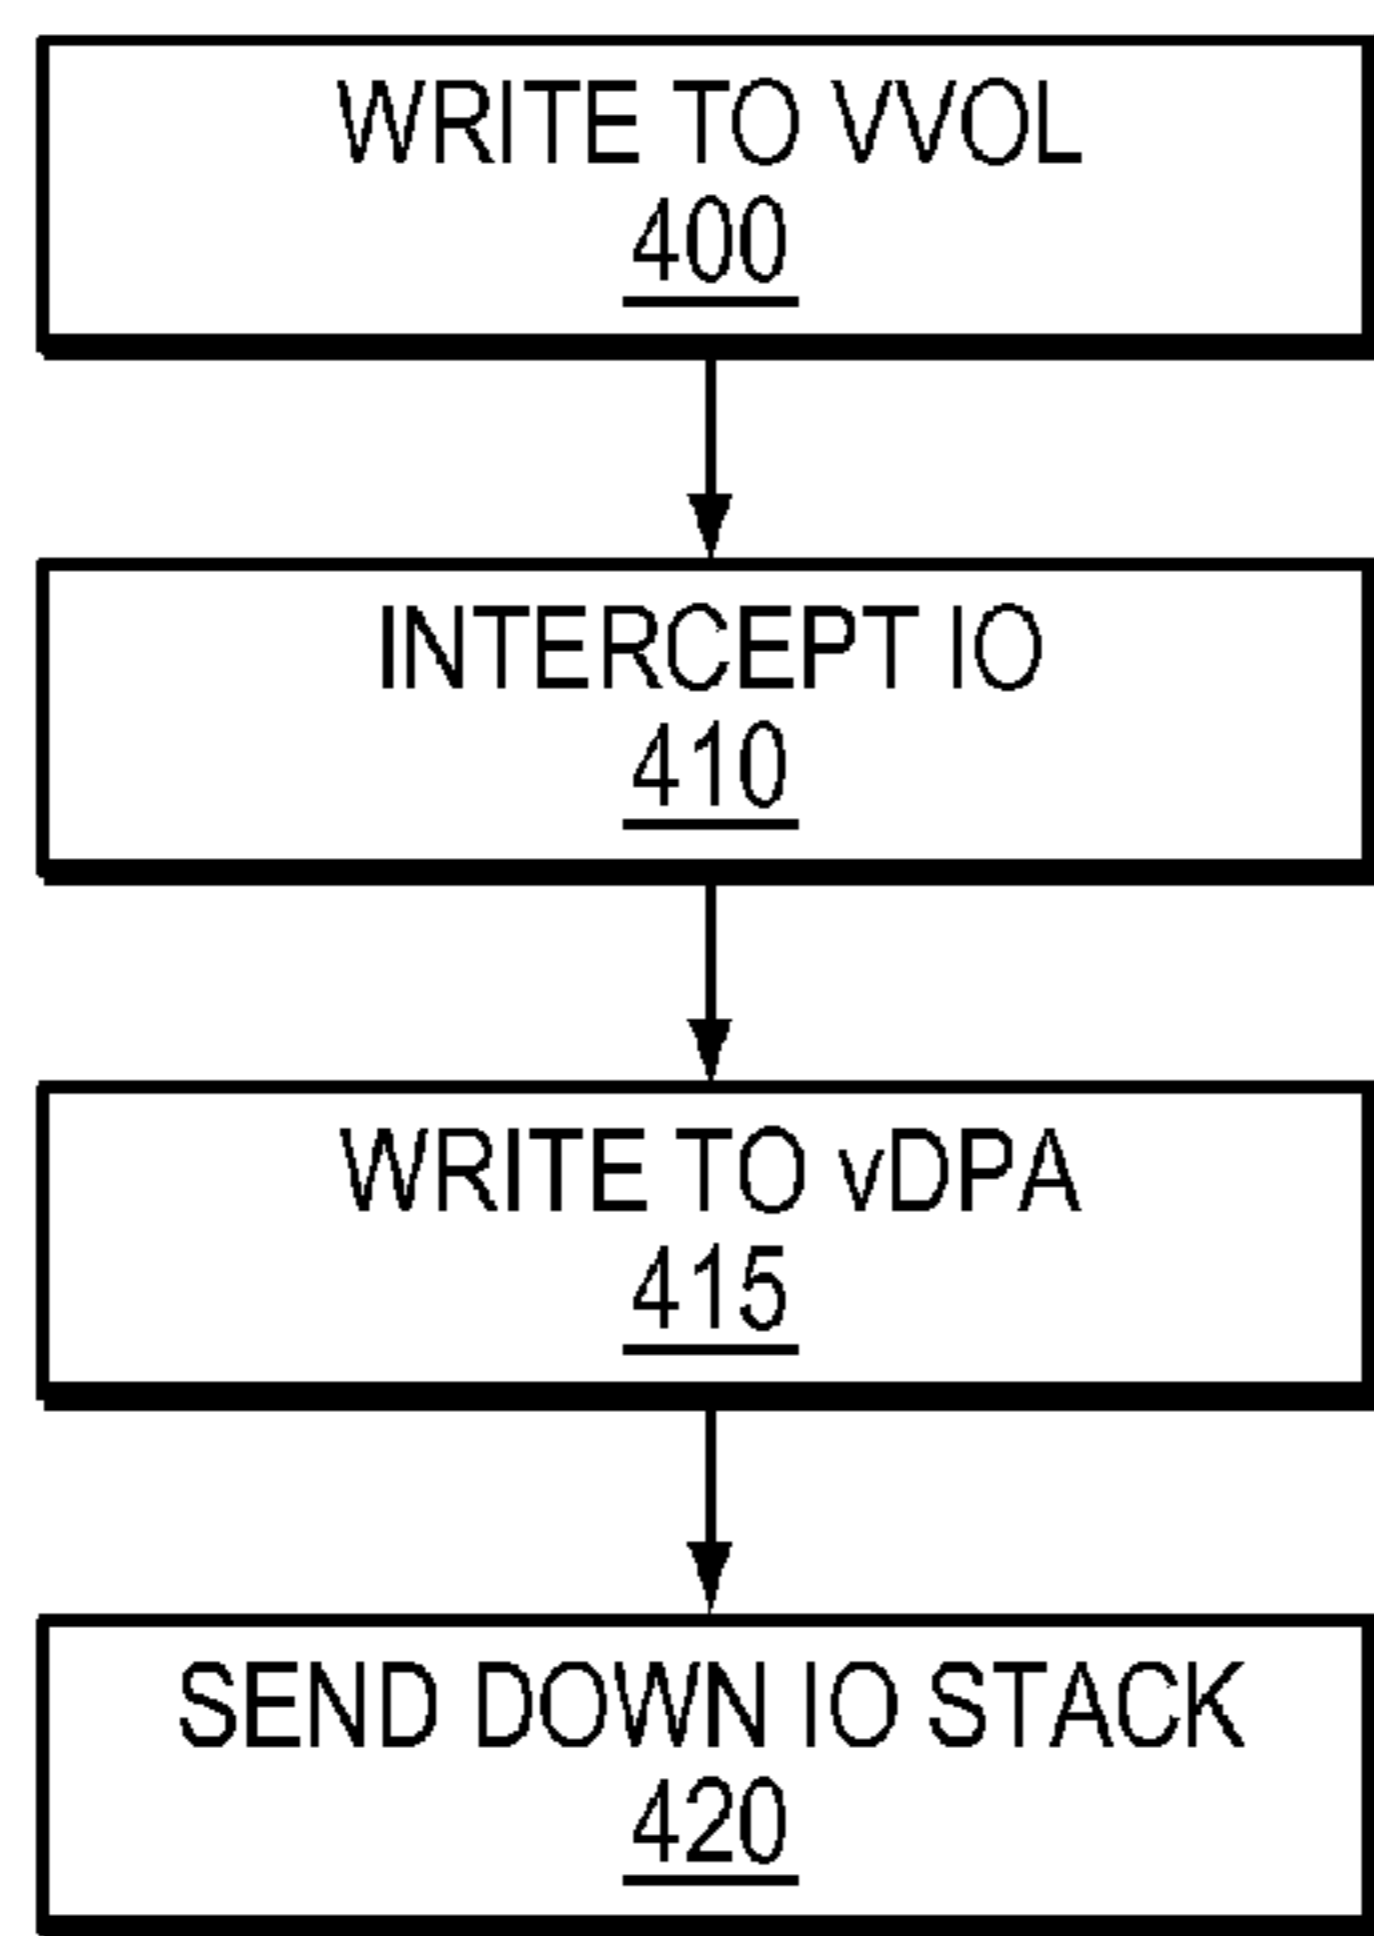 WRITE TO VVOL
400
INTERCEPT IO
410
WRITE TO vDPA
415
SEND DOWN IO STACK
420